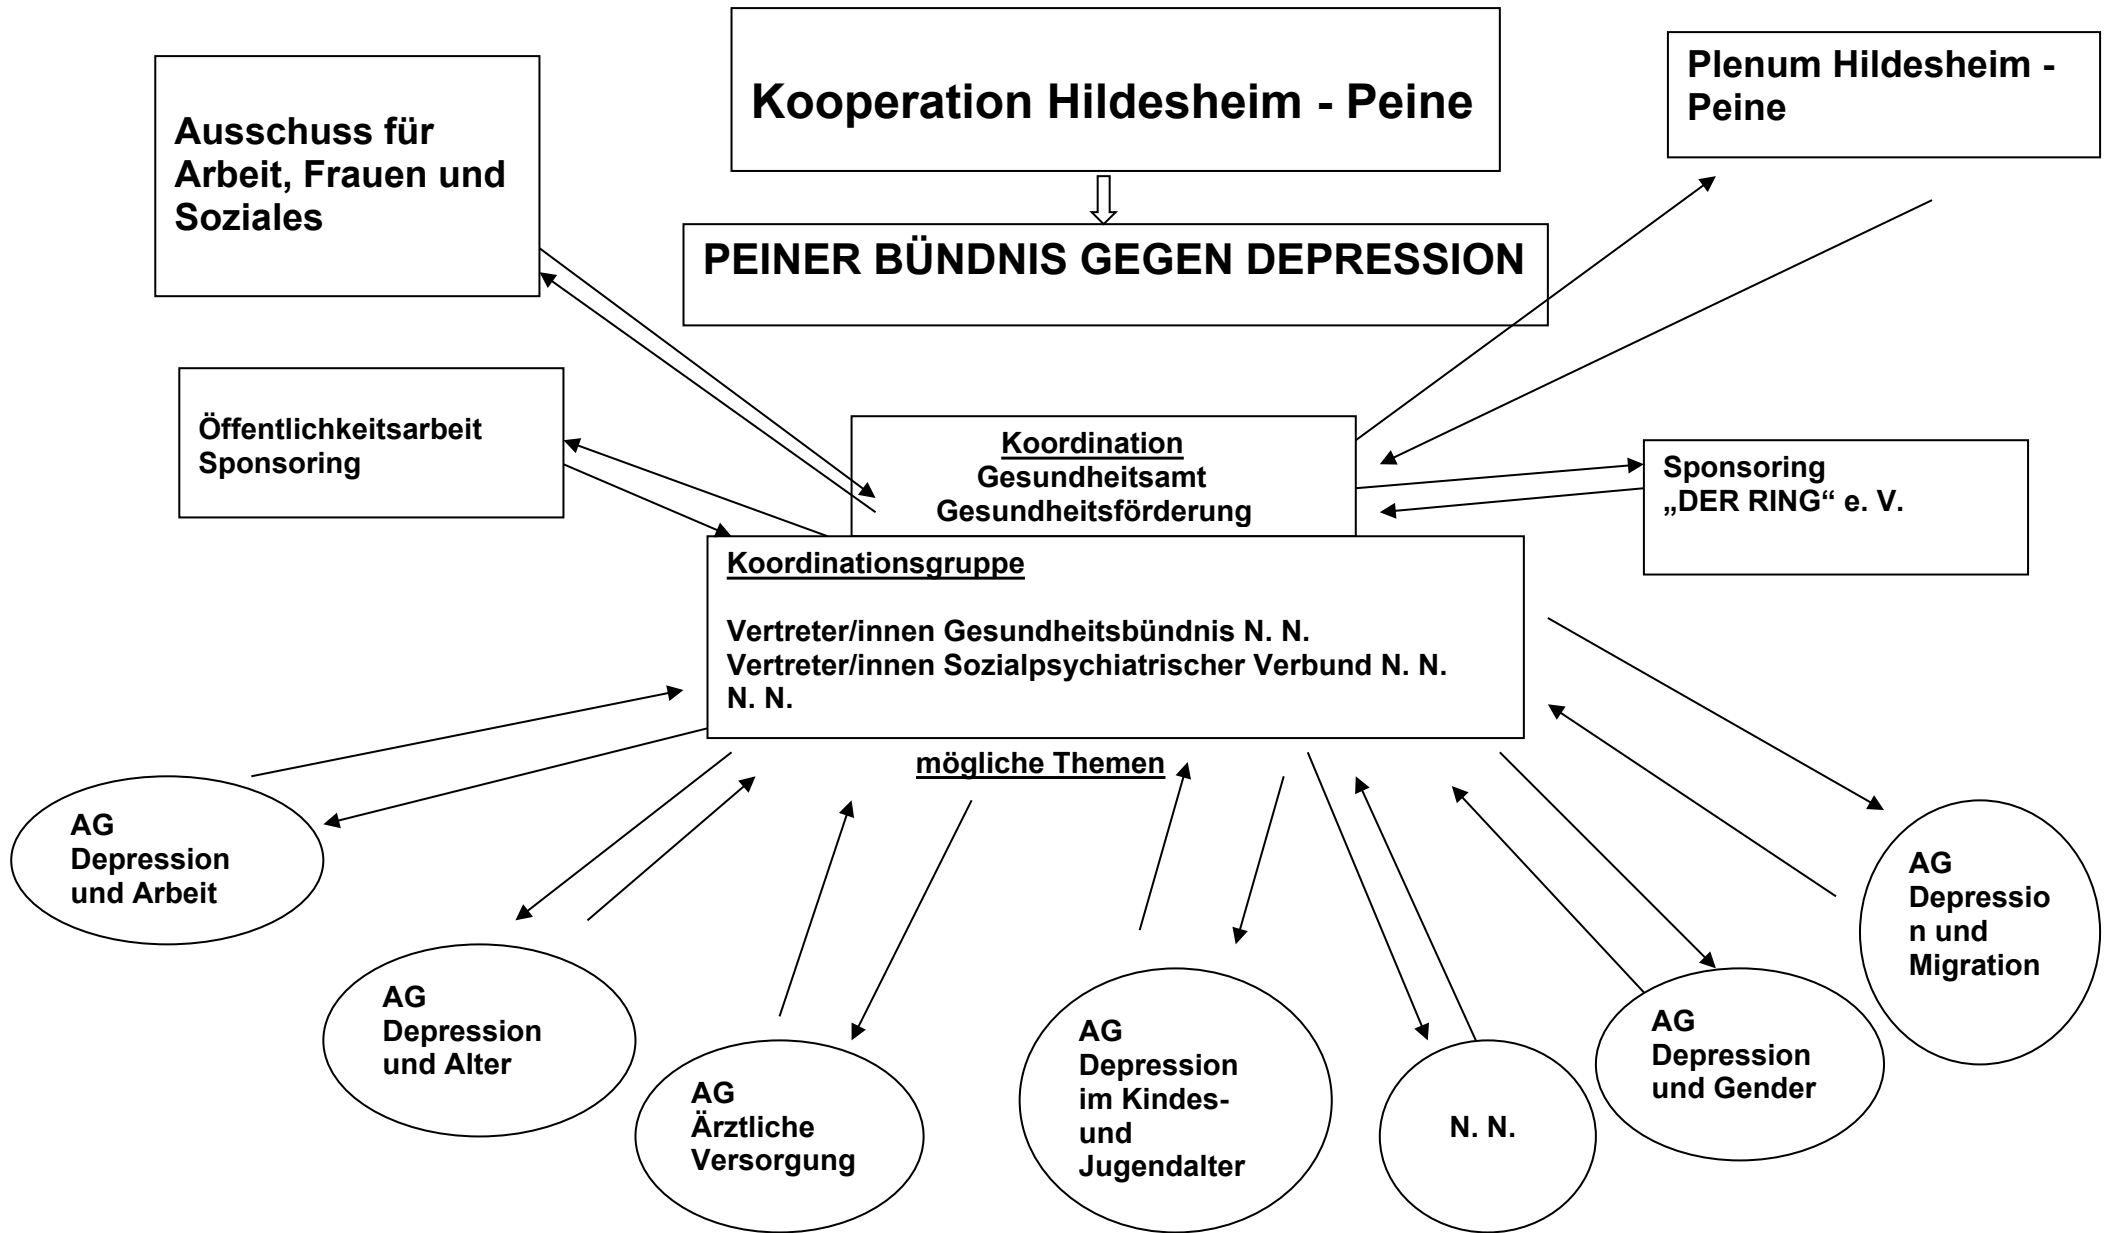 Kooperation Hildesheim - Peine
Plenum Hildesheim -
Peine
Ausschuss für
Arbeit, Frauen und
Soziales
PEINER BÜNDNIS GEGEN DEPRESSION
Öffentlichkeitsarbeit
Sponsoring
Koordination
Gesundheitsamt
Gesundheitsförderung
Sponsoring
„DER RING“ e. V.
Koordinationsgruppe
Vertreter/innen Gesundheitsbündnis N. N.
Vertreter/innen Sozialpsychiatrischer Verbund N. N.
N. N.
mögliche Themen
AG
Depression
und Arbeit
AG
Depression
und Alter
AG
Ärztliche
Versorgung
AG
Depression
im Kindes-
und
Jugendalter
N. N.
AG
Depression
und Gender
AG
Depressio
n und
Migration